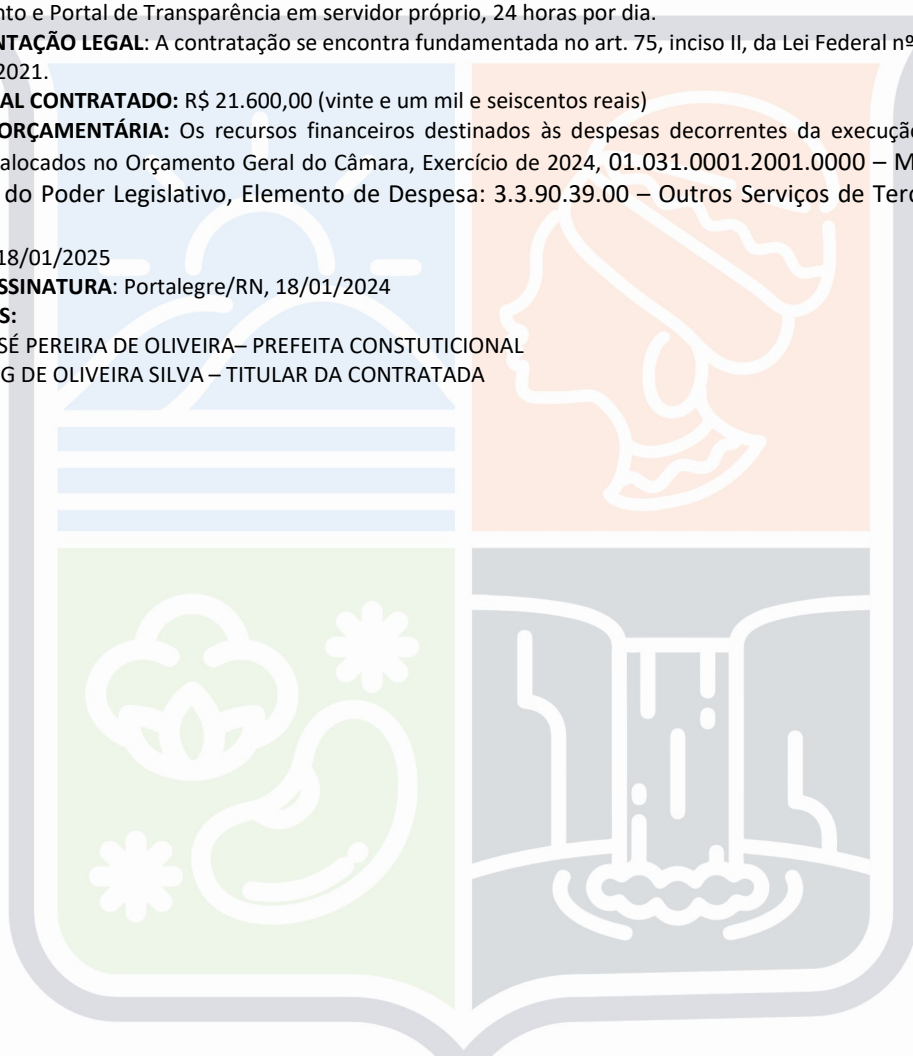 nto e Portal de Transparência em servidor próprio, 24 horas por dia.
NTAÇÃO LEGAL: A contratação se encontra fundamentada no art. 75, inciso II, da Lei Federal nº
2021.
AL CONTRATADO: R$ 21.600,00 (vinte e um mil e seiscentos reais)
ORÇAMENTÁRIA: Os recursos financeiros destinados às despesas decorrentes da execução
alocados no Orçamento Geral do Câmara, Exercício de 2024, 01.031.0001.2001.0000 – M
do Poder Legislativo, Elemento de Despesa: 3.3.90.39.00 – Outros Serviços de Terc
18/01/2025
SSINATURA: Portalegre/RN, 18/01/2024
S:
SÉ PEREIRA DE OLIVEIRA– PREFEITA CONSTUTICIONAL
G DE OLIVEIRA SILVA – TITULAR DA CONTRATADA